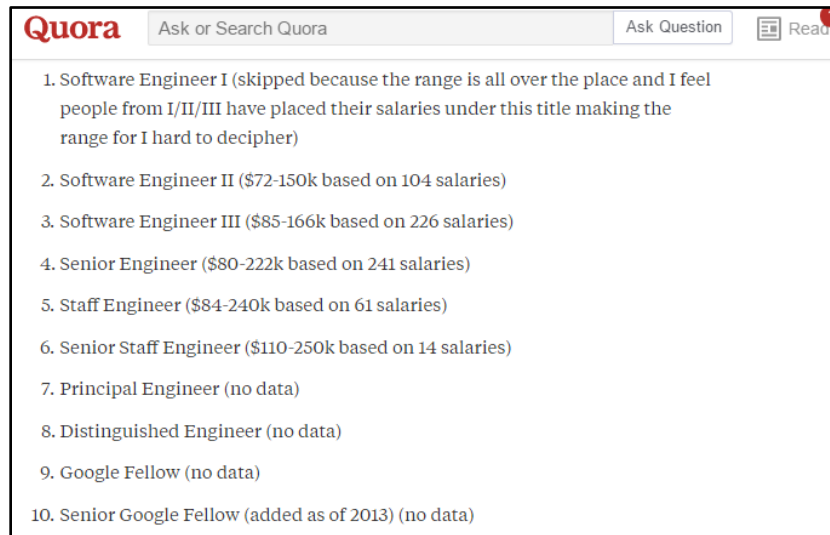 Quora Ask or Search Quora Ask Question Read
1. Software Engineer I (skipped because the range is all over the place and I feel
people from I/II/III have placed their salaries under this title making the
range for I hard to decipher)
2. Software Engineer II ($72-150k based on 104 salaries)
3. Software Engineer III ($85-166k based on 226 salaries)
4. Senior Engineer ($80-222k based on 241 salaries)
5. Staff Engineer ($84-240k based on 61 salaries)
6. Senior Staff Engineer ($110-250k based on 14 salaries)
7. Principal Engineer (no data)
8. Distinguished Engineer (no data)
9. Google Fellow (no data)
10. Senior Google Fellow (added as of 2013) (no data)